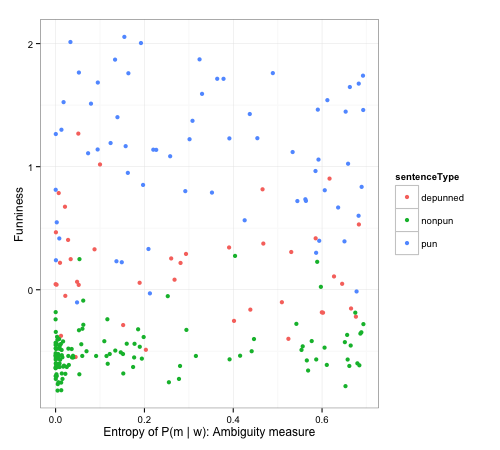 2
1
0
Funniness
0.0 0.2 0.4 0.6
Entropy of P(m | w): Ambiguity measure
sentenceType
depunned
nonpun
pun